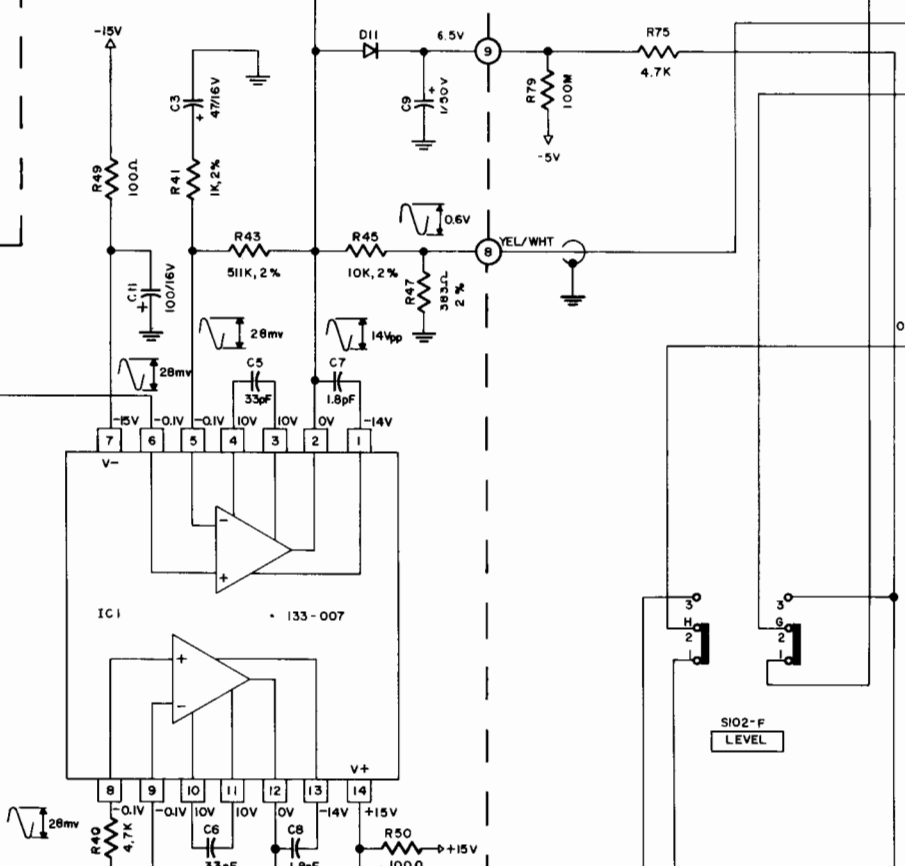 -15V
D11
6.5V
9
R75
4.7K
C3
47/16V
+
C9
+
1/50V
R79
100M
-5V
R49
100Ω
R41
1K,2%
0.6V
R43
511K, 2%
R45
10K, 2%
8
YEL/WHT
R47
383Ω
2%
C11
+
100/16V
28mv
14Vpp
28mv
C5
33pF
C7
1.8pF
-15V
-0.1V
-0.1V
10V
10V
0V
-14V
7
6
5
4
3
2
1
V-
-
+
IC1
133-007
+
-
V+
3
H
2
1
3
G
2
1
S102-F
LEVEL
8
9
10
11
12
13
14
-0.1V
-0.1V
10V
10V
0V
-14V
+15V
28mv
R40
4.7K
C6
33pF
C8
1.8pF
R50
100Ω
+15V